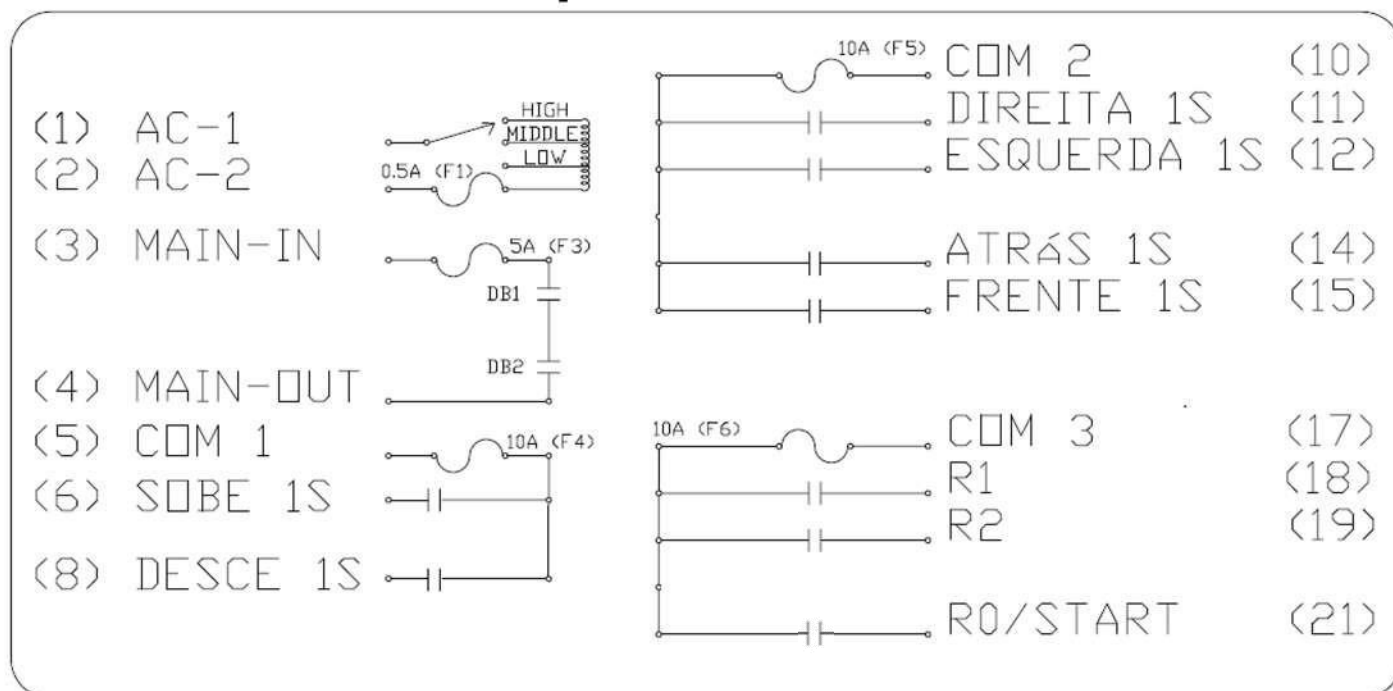 (1) AC-1
HIGH
MIDDLE
LOW
(2) AC-2
0.5A (F1)
(3) MAIN-IN
5A (F3)
DB1
DB2
(4) MAIN-OUT
(5) COM 1
10A (F4)
(6) SOBE 1S
(8) DESCE 1S
10A (F5)
COM 2 (10)
DIREITA 1S (11)
ESQUERDA 1S (12)
ATRáS 1S (14)
FRENTE 1S (15)
10A (F6)
COM 3 (17)
R1 (18)
R2 (19)
R0/START (21)